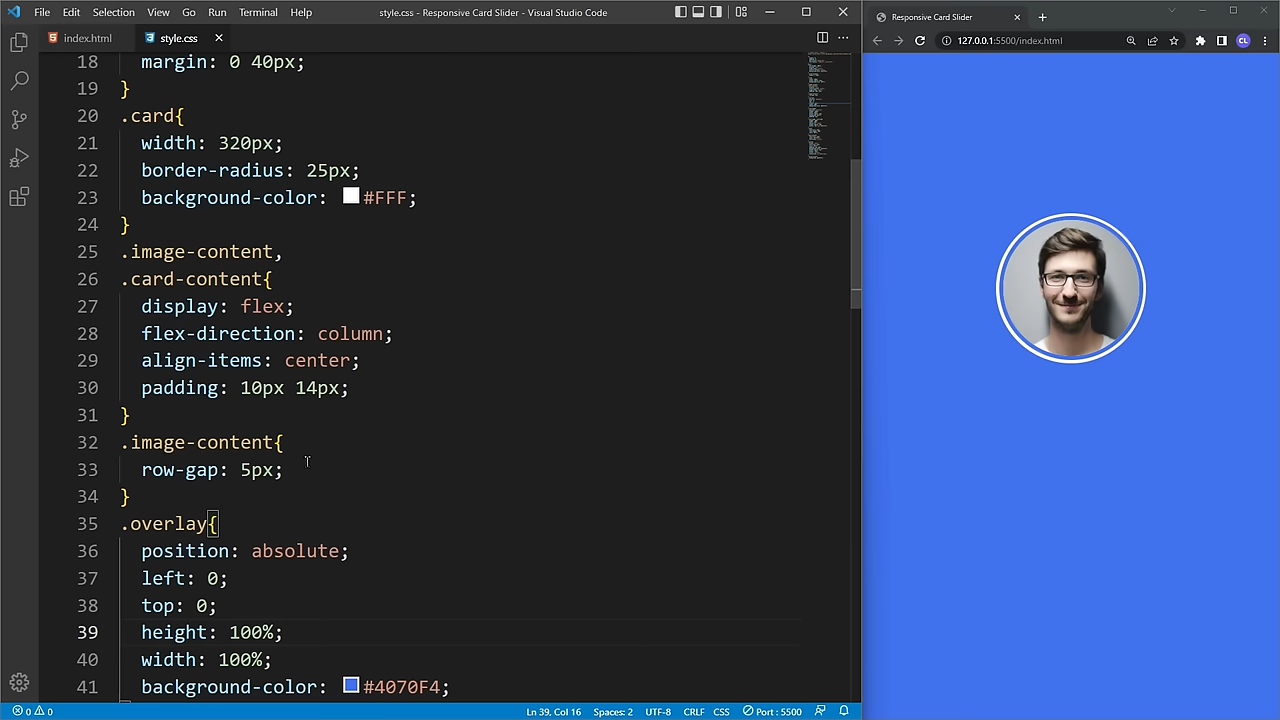 File Edit Selection View Go Run Terminal Help style.css - Responsive Card Slider - Visual Studio Code
index.html style.css
18 margin: 0 40px;
19 }
20 .card{
21 width: 320px;
22 border-radius: 25px;
23 background-color: #FFF;
24 }
25 .image-content,
26 .card-content{
27 display: flex;
28 flex-direction: column;
29 align-items: center;
30 padding: 10px 14px;
31 }
32 .image-content{
33 row-gap: 5px;
34 }
35 .overlay{
36 position: absolute;
37 left: 0;
38 top: 0;
39 height: 100%;
40 width: 100%;
41 background-color: #4070F4;
0 0 Ln 39, Col 16 Spaces: 2 UTF-8 CRLF CSS Port : 5500
Responsive Card Slider
127.0.0.1:5500/index.html
CL